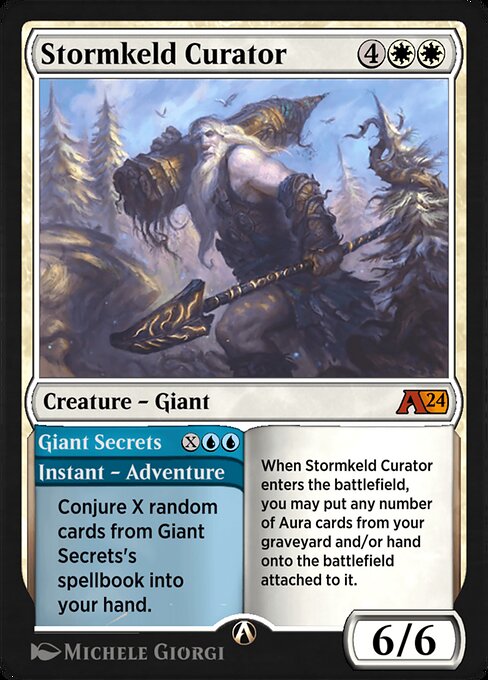 Stormkeld Curator 4
Creature – Giant A24
Giant Secrets X
Instant – Adventure
Conjure X random
cards from Giant
Secrets's
spellbook into
your hand.
When Stormkeld Curator
enters the battlefield,
you may put any number
of Aura cards from your
graveyard and/or hand
onto the battlefield
attached to it.
6/6
Michele Giorgi